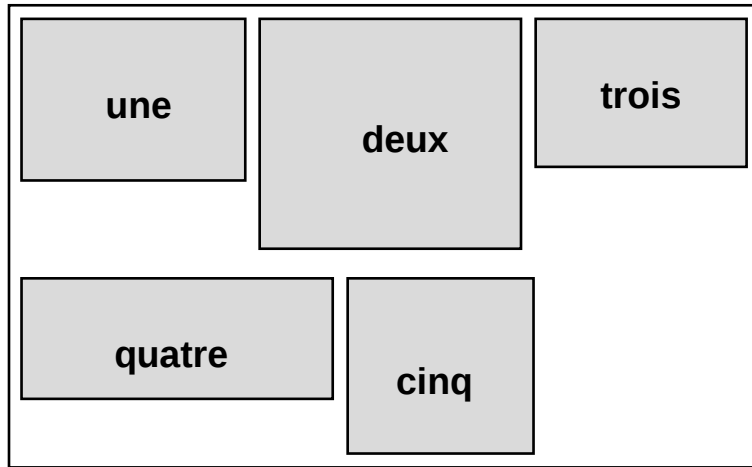 une
deux
trois
quatre
cinq